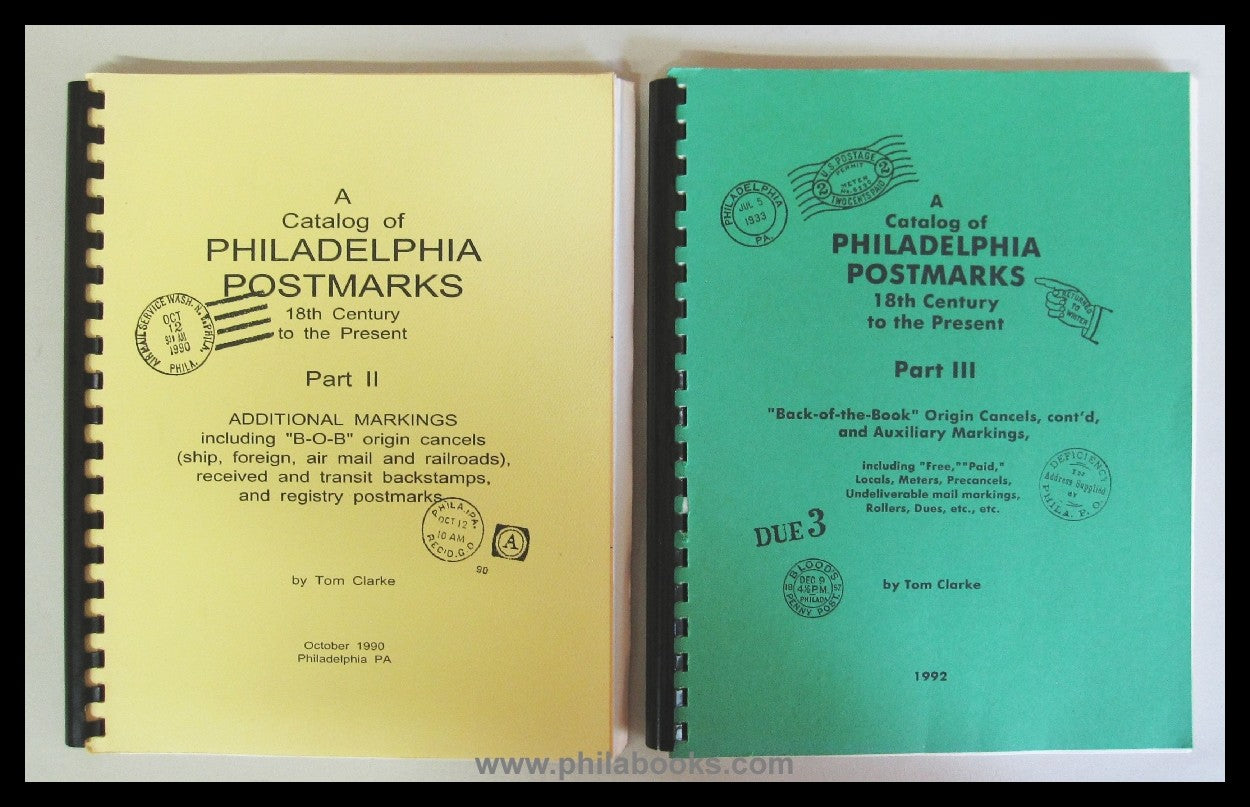 A
Catalog of
PHILADELPHIA
POSTMARKS
18th Century
to the Present
AIR MAIL SERVICE WASH. N.Y. PHILA.
OCT
12
1990
PHILA.
Part II
ADDITIONAL MARKINGS
including "B-O-B" origin cancels
(ship, foreign, air mail and railroads),
received and transit backstamps,
and registry postmarks
PHILA., PA.
OCT 12
10 AM
REC'D. G.D.
A
90
by Tom Clarke
October 1990
Philadelphia PA
U.S. POSTAGE
2 PERMIT 2
METER
TWO CENTS PAID
PHILADELPHIA
JUL 5
1933
PA.
A
Catalog of
PHILADELPHIA
POSTMARKS
18th Century
to the Present
RETURNED
TO
WRITER
Part III
"Back-of-the-Book" Origin Cancels, cont'd,
and Auxiliary Markings,
including "Free,""Paid,"
Locals, Meters, Precancels,
Undeliverable mail markings,
Rollers, Dues, etc., etc.
DEFICIENCY
Address Supplied
BY
PHILA. P. O.
DUE 3
BLOOD'S
DEC 9
4½ PM
PHILADA
PENNY POST.
by Tom Clarke
1992
www.philabooks.com